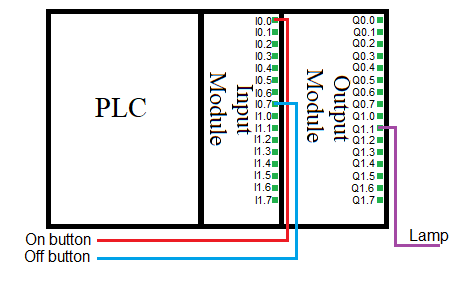 PLC
Input
Module
I0.0
I0.1
I0.2
I0.3
I0.4
I0.5
I0.6
I0.7
I1.0
I1.1
I1.2
I1.3
I1.4
I1.5
I1.6
I1.7
Output
Module
Q0.0
Q0.1
Q0.2
Q0.3
Q0.4
Q0.5
Q0.6
Q0.7
Q1.0
Q1.1
Q1.2
Q1.3
Q1.4
Q1.5
Q1.6
Q1.7
On button
Off button
Lamp